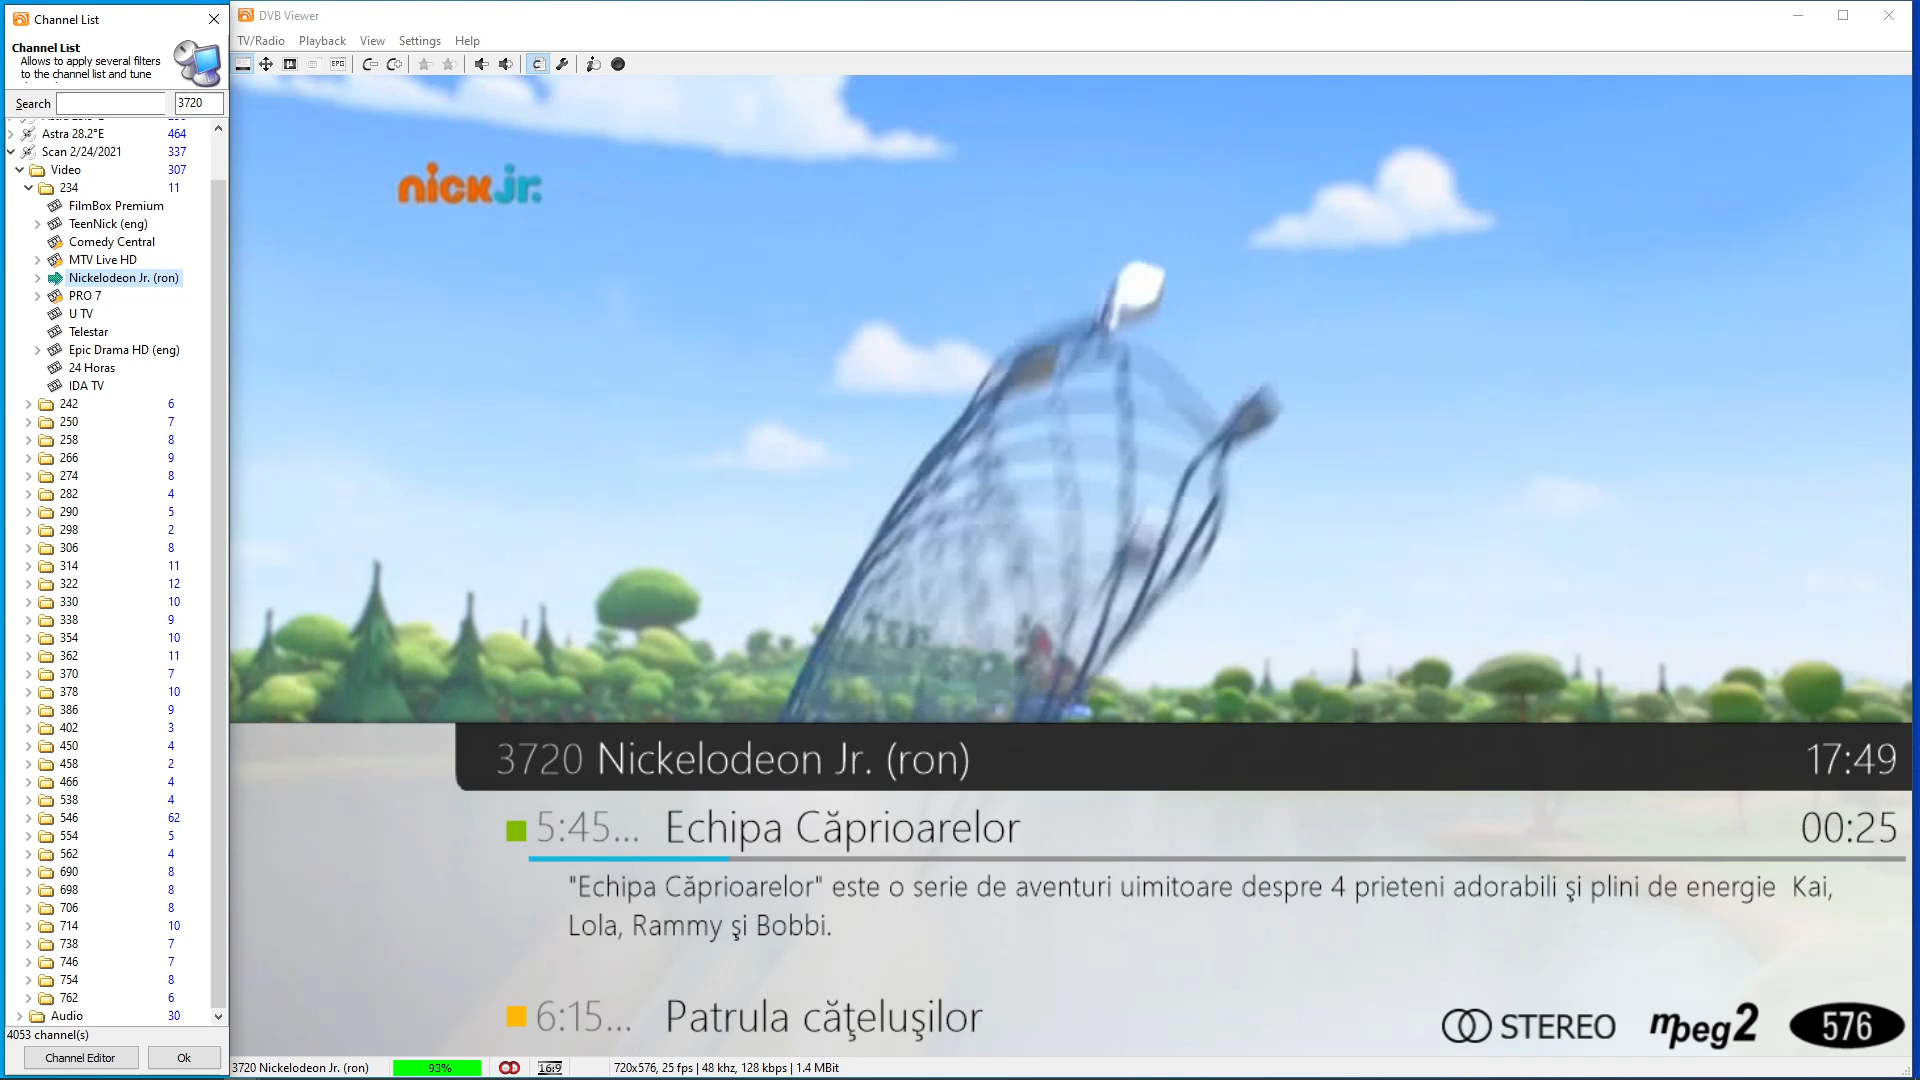 Channel List
Channel List
Allows to apply several filters
to the channel list and tune
Search
3720
Astra 28.2°E 464
Scan 2/24/2021 337
Video 307
234 11
FilmBox Premium
TeenNick (eng)
Comedy Central
MTV Live HD
Nickelodeon Jr. (ron)
PRO 7
U TV
Telestar
Epic Drama HD (eng)
24 Horas
IDA TV
242 6
250 7
258 8
266 9
274 8
282 4
290 5
298 2
306 8
314 11
322 12
330 10
338 9
354 10
362 11
370 7
378 10
386 9
402 3
450 4
458 2
466 4
538 4
546 62
554 5
562 4
690 8
698 8
706 8
714 10
738 7
746 7
754 8
762 6
Audio 30
4053 channel(s)
Channel Editor Ok
DVB Viewer
TV/Radio Playback View Settings Help
EPG
nick jr.
3720 Nickelodeon Jr. (ron) 17:49
5:45... Echipa Căprioarelor 00:25
"Echipa Căprioarelor" este o serie de aventuri uimitoare despre 4 prieteni adorabili şi plini de energie Kai,
Lola, Rammy şi Bobbi.
6:15... Patrula căţeluşilor
STEREO mpeg2 576
3720 Nickelodeon Jr. (ron) 93% 16:9 720x576, 25 fps | 48 khz, 128 kbps | 1.4 MBit